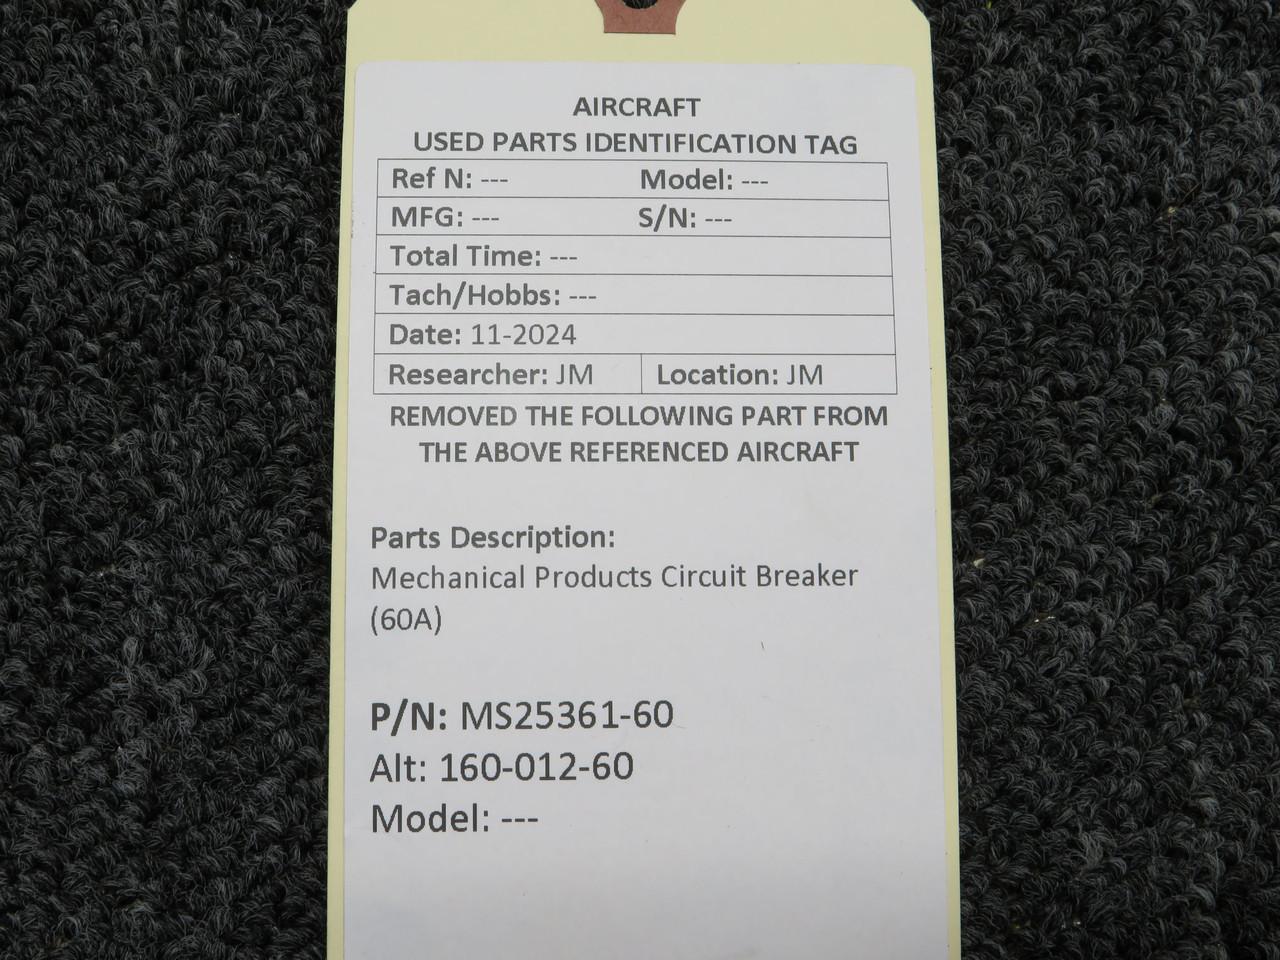 AIRCRAFT
USED PARTS IDENTIFICATION TAG
Ref N: --- Model: ---
MFG: --- S/N: ---
Total Time: ---
Tach/Hobbs: ---
Date: 11-2024
Researcher: JM Location: JM
REMOVED THE FOLLOWING PART FROM
THE ABOVE REFERENCED AIRCRAFT
Parts Description:
Mechanical Products Circuit Breaker
(60A)
P/N: MS25361-60
Alt: 160-012-60
Model: ---